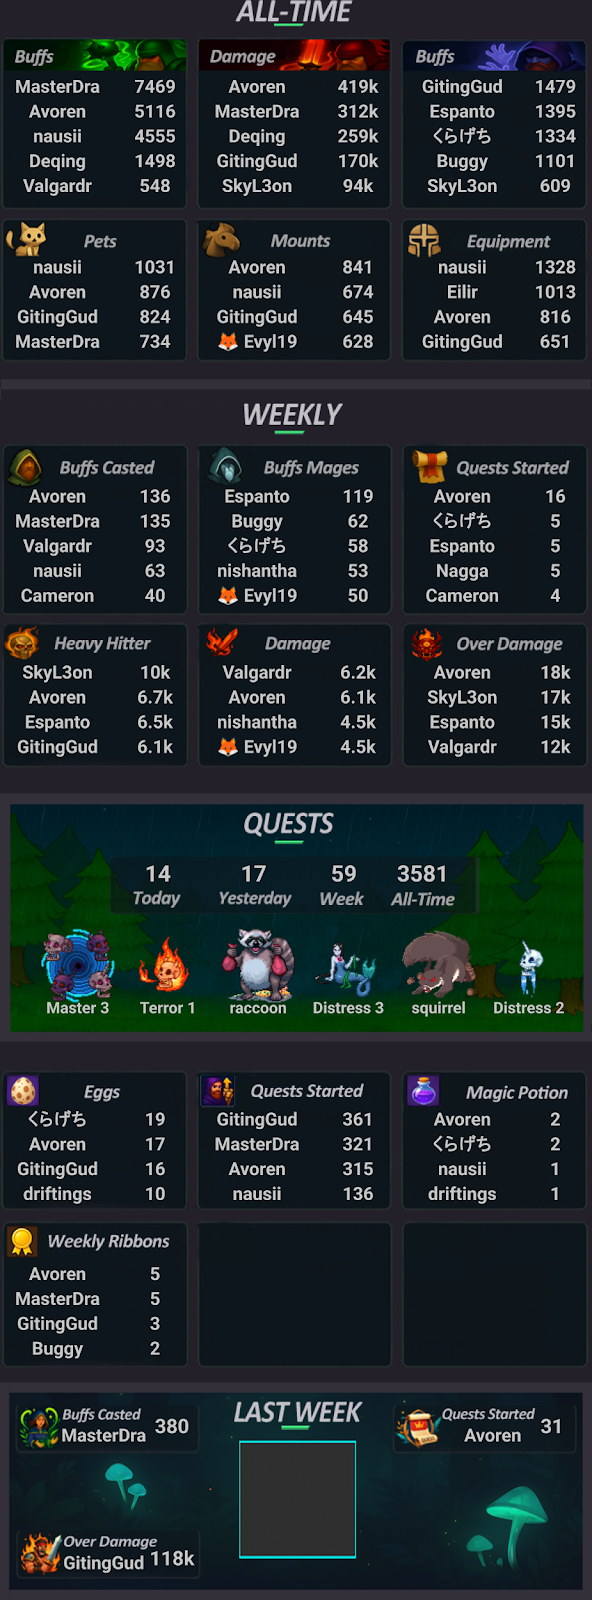 ALL-TIME
Buffs
MasterDra 7469
Avoren 5116
nausii 4555
Deqing 1498
Valgardr 548
Damage
Avoren 419k
MasterDra 312k
Deqing 259k
GitingGud 170k
SkyL3on 94k
Buffs
GitingGud 1479
Espanto 1395
くらげち 1334
Buggy 1101
SkyL3on 609
Pets
nausii 1031
Avoren 876
GitingGud 824
MasterDra 734
Mounts
Avoren 841
nausii 674
GitingGud 645
🦊 Evyl19 628
Equipment
nausii 1328
Eilir 1013
Avoren 816
GitingGud 651
WEEKLY
Buffs Casted
Avoren 136
MasterDra 135
Valgardr 93
nausii 63
Cameron 40
Buffs Mages
Espanto 119
Buggy 62
くらげち 58
nishantha 53
🦊 Evyl19 50
Quests Started
Avoren 16
くらげち 5
Espanto 5
Nagga 5
Cameron 4
Heavy Hitter
SkyL3on 10k
Avoren 6.7k
Espanto 6.5k
GitingGud 6.1k
Damage
Valgardr 6.2k
Avoren 6.1k
nishantha 4.5k
🦊 Evyl19 4.5k
Over Damage
Avoren 18k
SkyL3on 17k
Espanto 15k
Valgardr 12k
QUESTS
14 17 59 3581
Today Yesterday Week All-Time
Master 3 Terror 1 raccoon Distress 3 squirrel Distress 2
Eggs
くらげち 19
Avoren 17
GitingGud 16
driftings 10
Quests Started
GitingGud 361
MasterDra 321
Avoren 315
nausii 136
Magic Potion
Avoren 2
くらげち 2
nausii 1
driftings 1
Weekly Ribbons
Avoren 5
MasterDra 5
GitingGud 3
Buggy 2
LAST WEEK
Buffs Casted
MasterDra 380
Quests Started
Avoren 31
Over Damage
GitingGud 118k